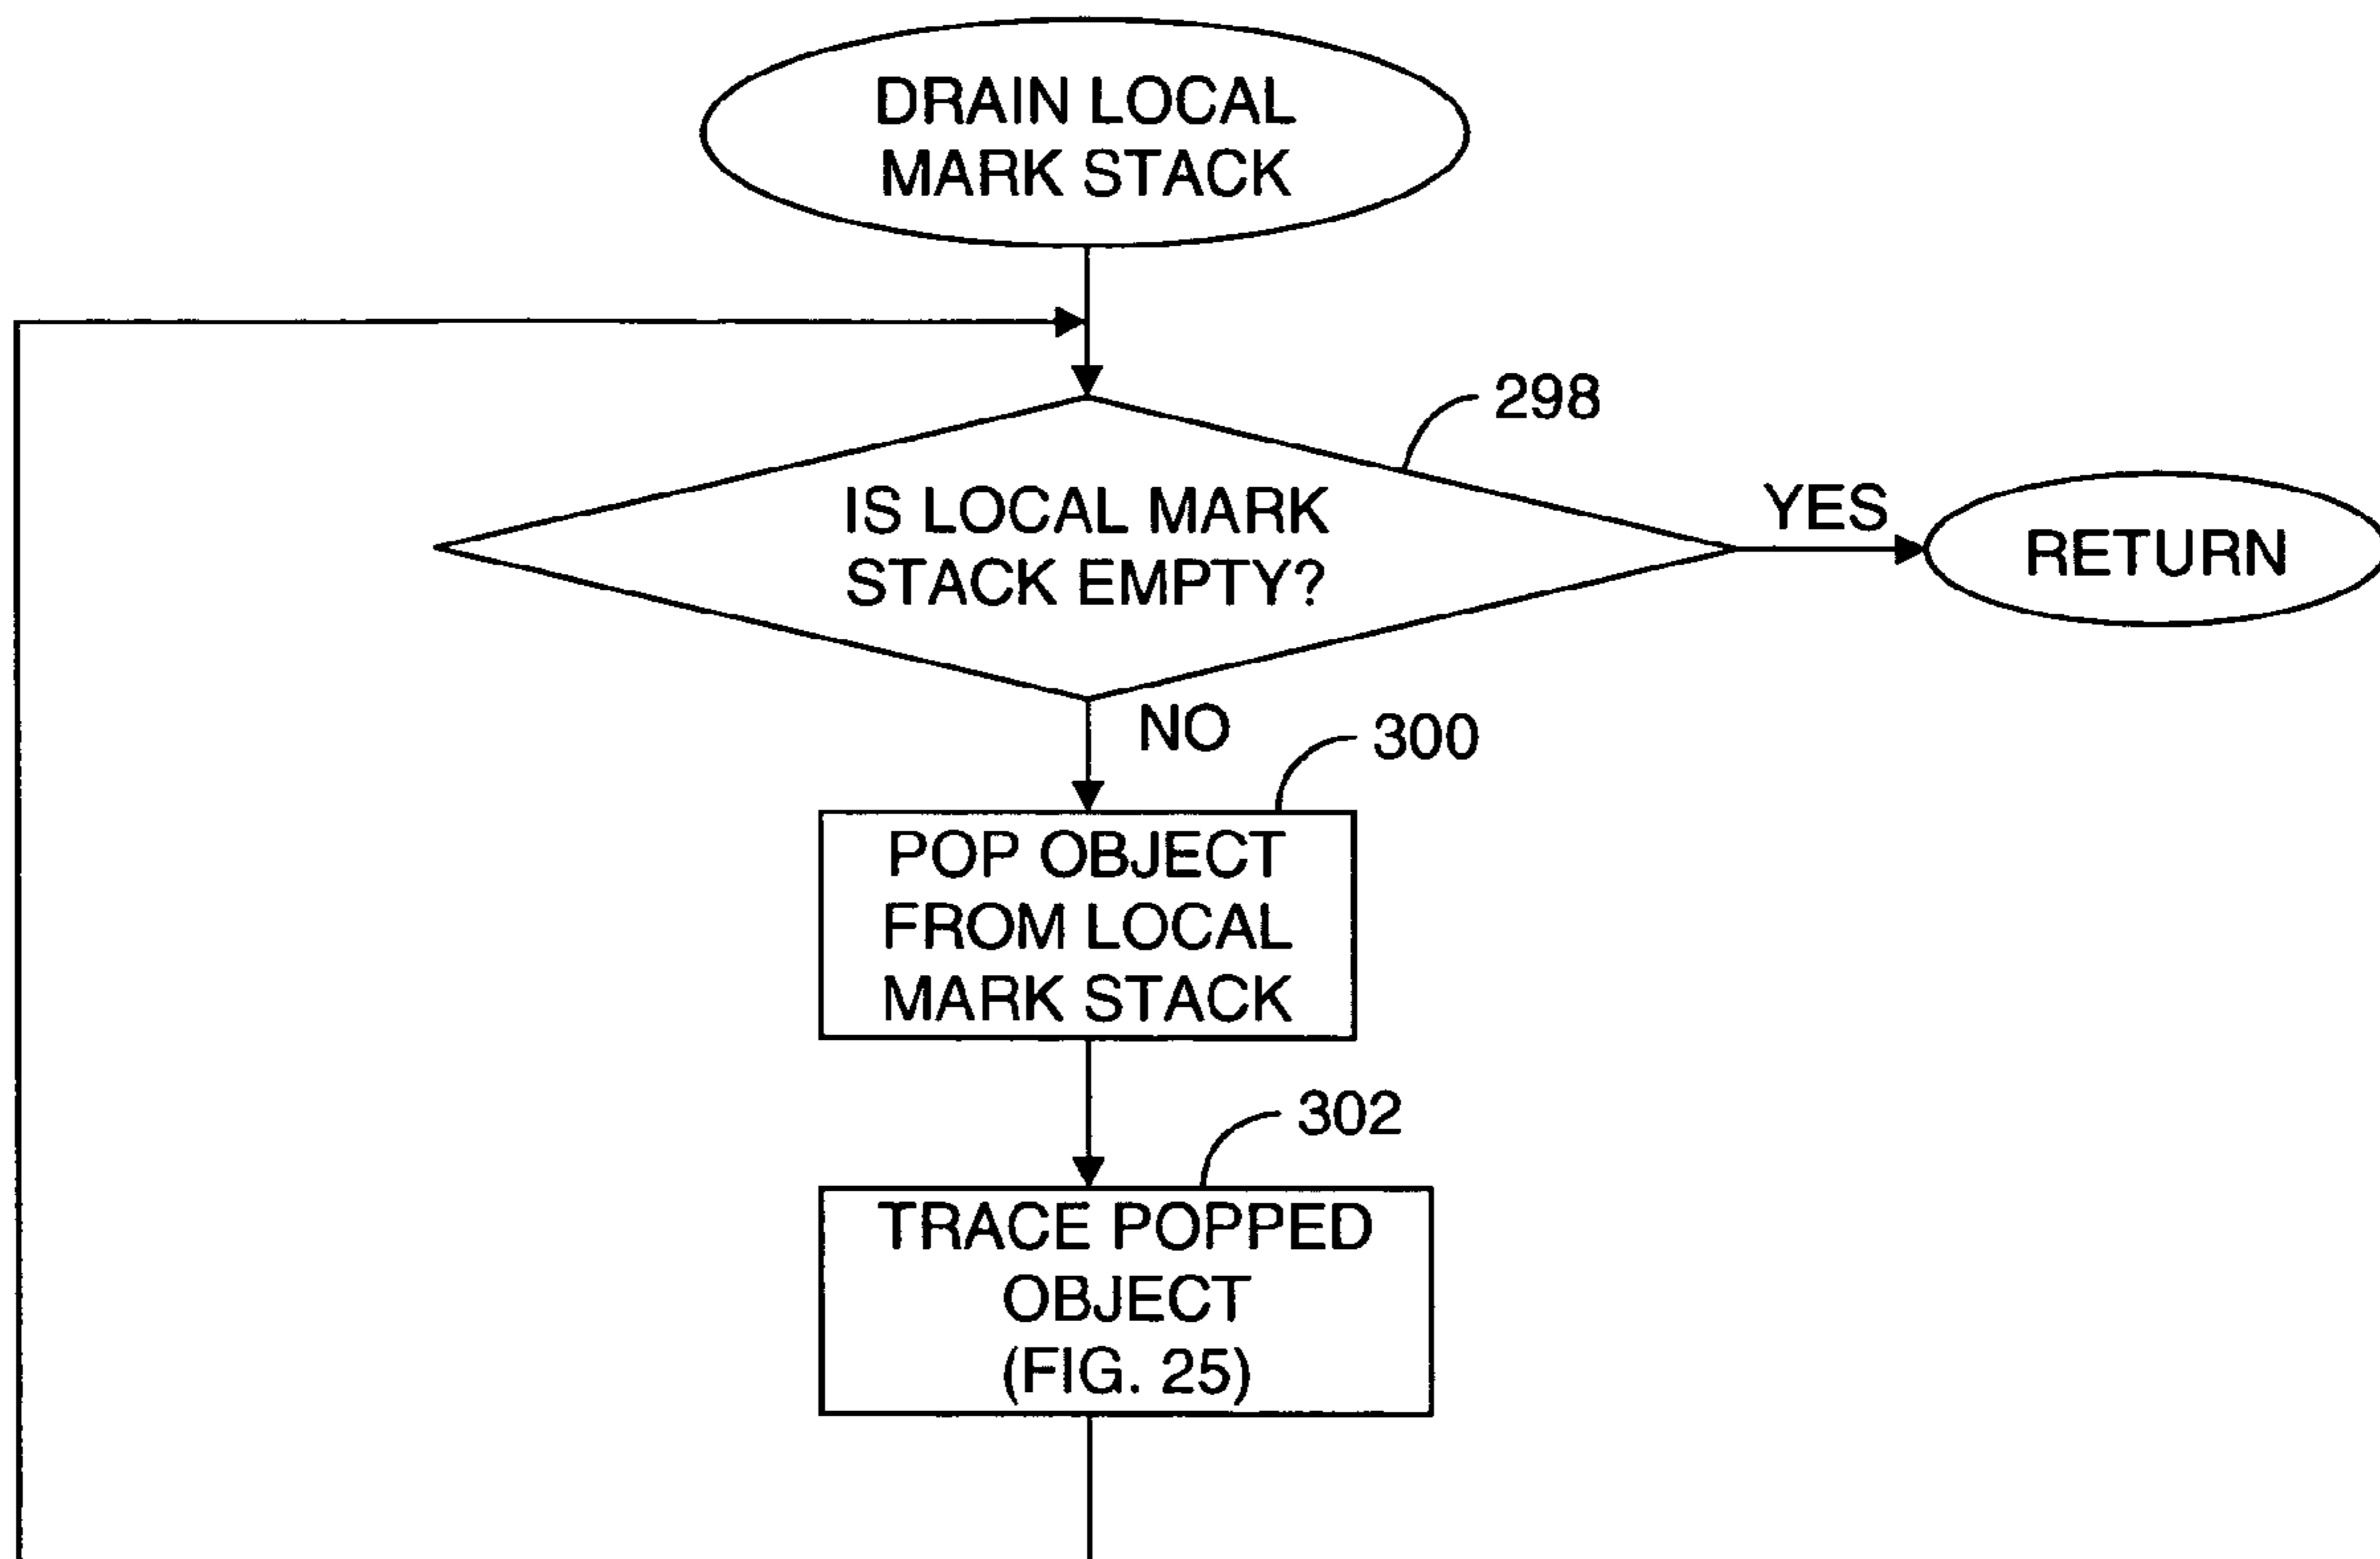 DRAIN LOCAL
MARK STACK
298
IS LOCAL MARK
STACK EMPTY?
YES
RETURN
NO
300
POP OBJECT
FROM LOCAL
MARK STACK
302
TRACE POPPED
OBJECT
(FIG. 25)